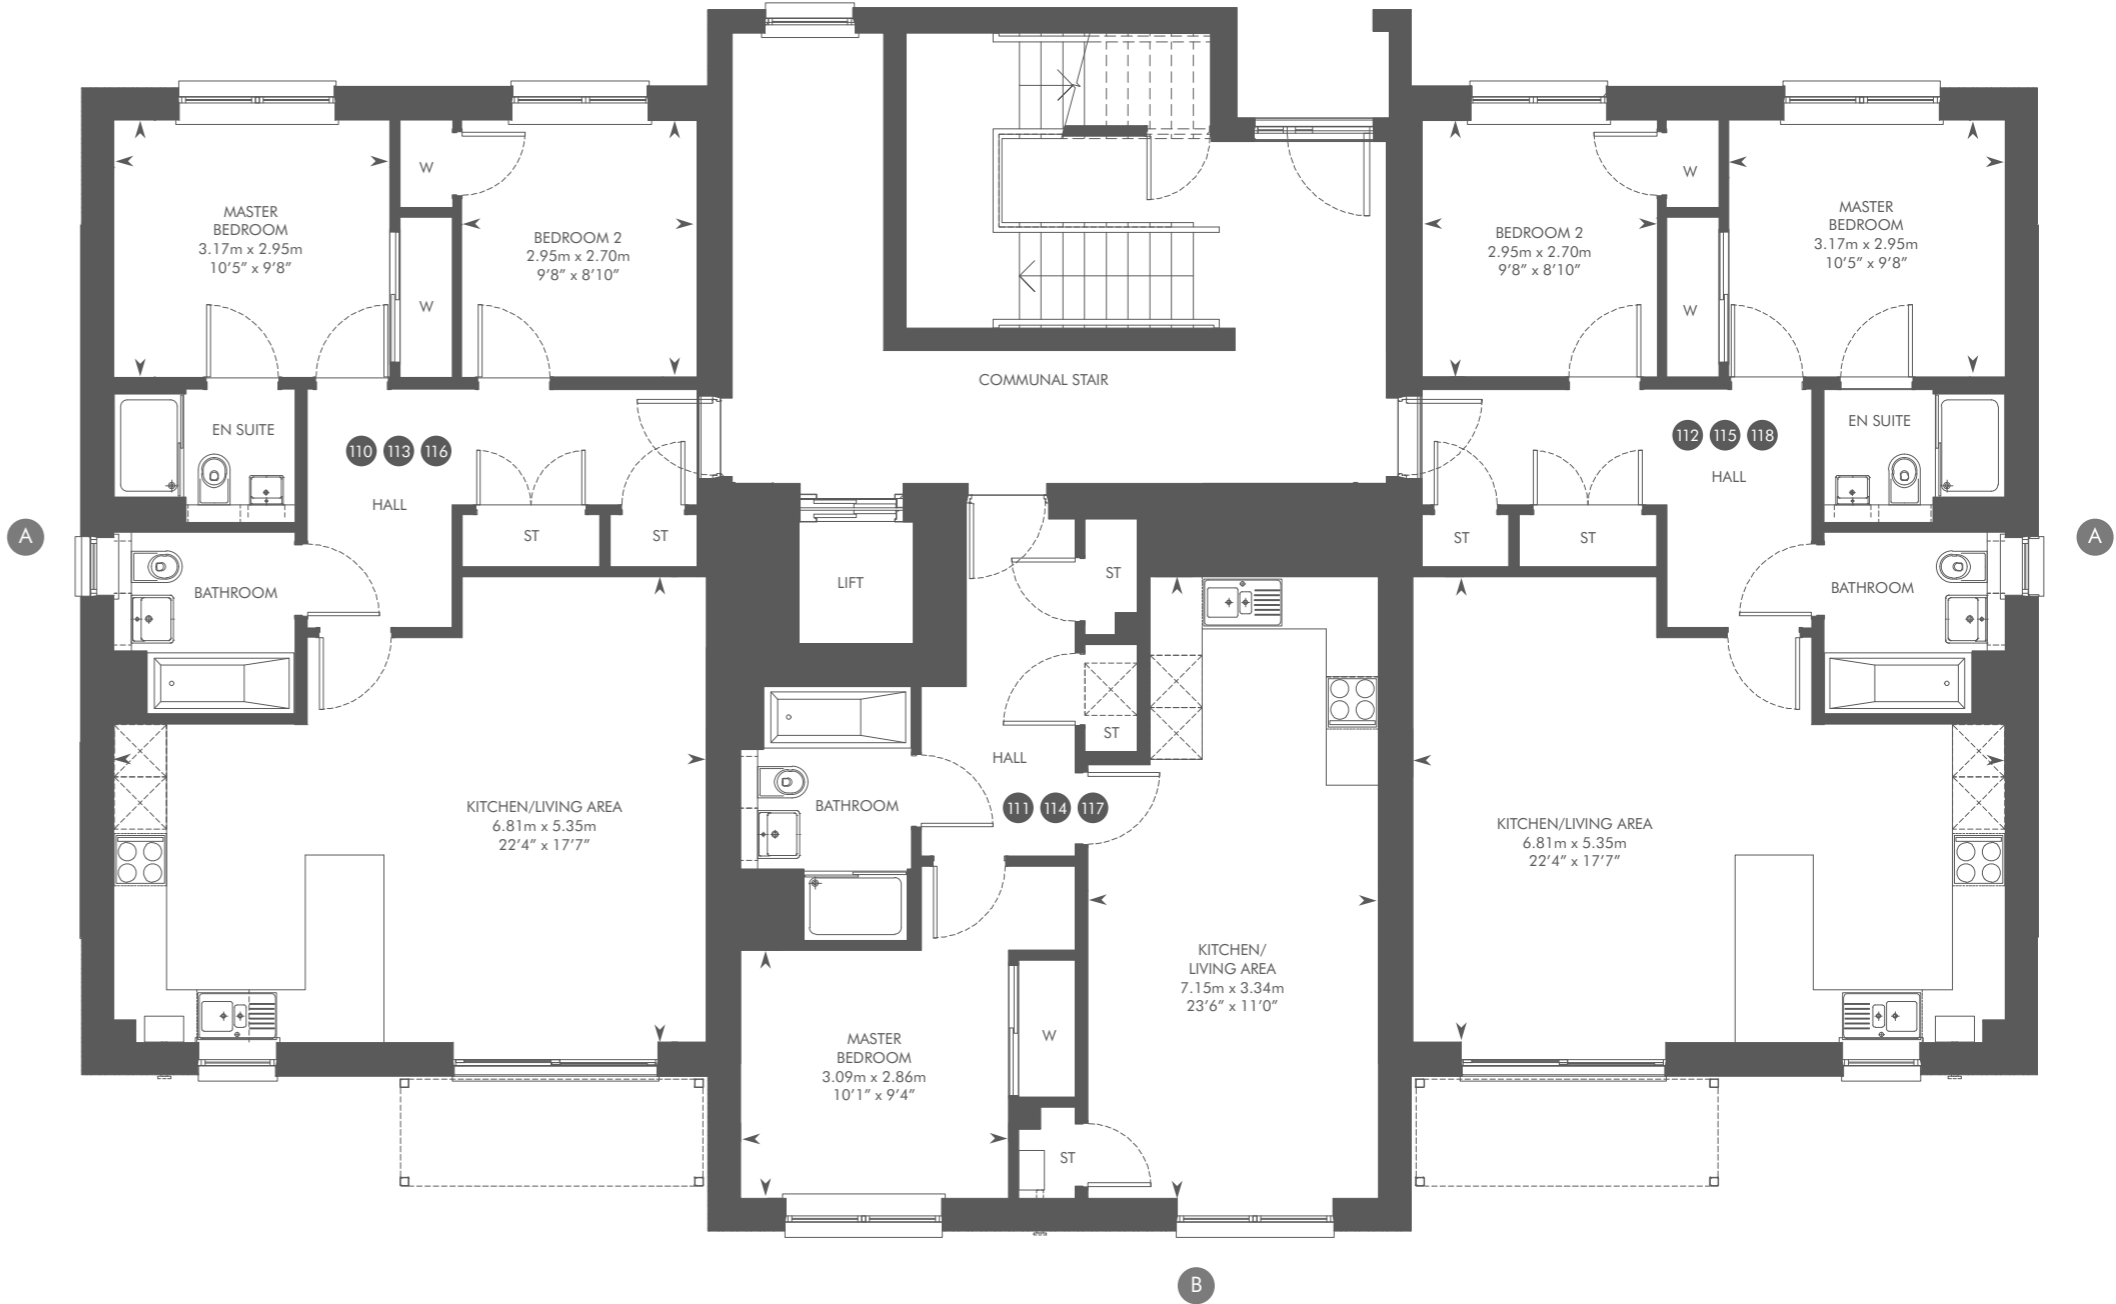 MASTER
BEDROOM
3.17m x 2.95m
10’5” x 9’8”
W
W
BEDROOM 2
2.95m x 2.70m
9’8” x 8’10”
EN SUITE
110 113 116
HALL
ST
ST
A
BATHROOM
KITCHEN/LIVING AREA
6.81m x 5.35m
22’4” x 17’7”
COMMUNAL STAIR
LIFT
ST
ST
HALL
111 114 117
BATHROOM
MASTER
BEDROOM
3.09m x 2.86m
10’1” x 9’4”
W
ST
KITCHEN/
LIVING AREA
7.15m x 3.34m
23’6” x 11’0”
B
BEDROOM 2
2.95m x 2.70m
9’8” x 8’10”
W
W
MASTER
BEDROOM
3.17m x 2.95m
10’5” x 9’8”
EN SUITE
112 115 118
HALL
ST
ST
A
BATHROOM
KITCHEN/LIVING AREA
6.81m x 5.35m
22’4” x 17’7”